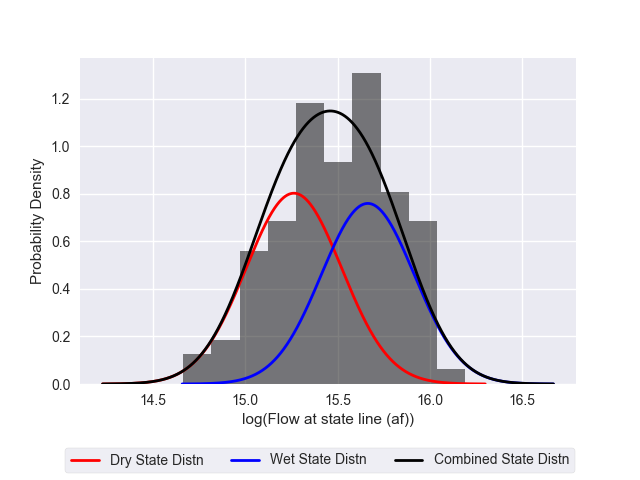 1.2
1.0
0.8
0.6
0.4
0.2
0.0
Probability Density
14.5 15.0 15.5 16.0 16.5
log(Flow at state line (af))
Dry State Distn Wet State Distn Combined State Distn